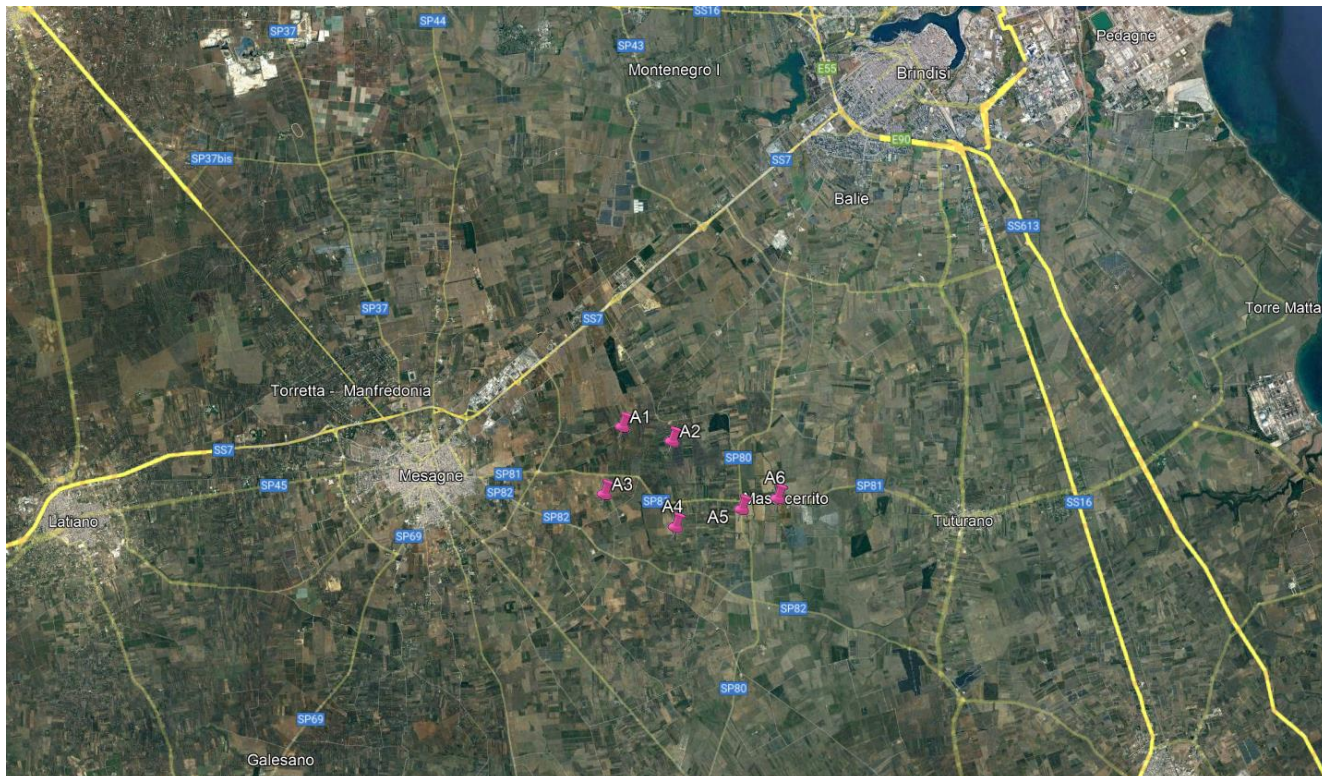 SP37
SP44
SS16
SP43
Montenegro I
E55
Brindisi
Pedagne
SP37bis
SS7
E90
Balie
SS613
SP37
SS7
Torre Matta
Torretta - Manfredonia
A1
A2
SS7
SP80
Mesagne
SP81
SP45
SP82
A3
A6
SP81
A4
A5
SS16
Latiano
SP82
Tuturano
SP69
SP82
SP80
SP69
Galesano